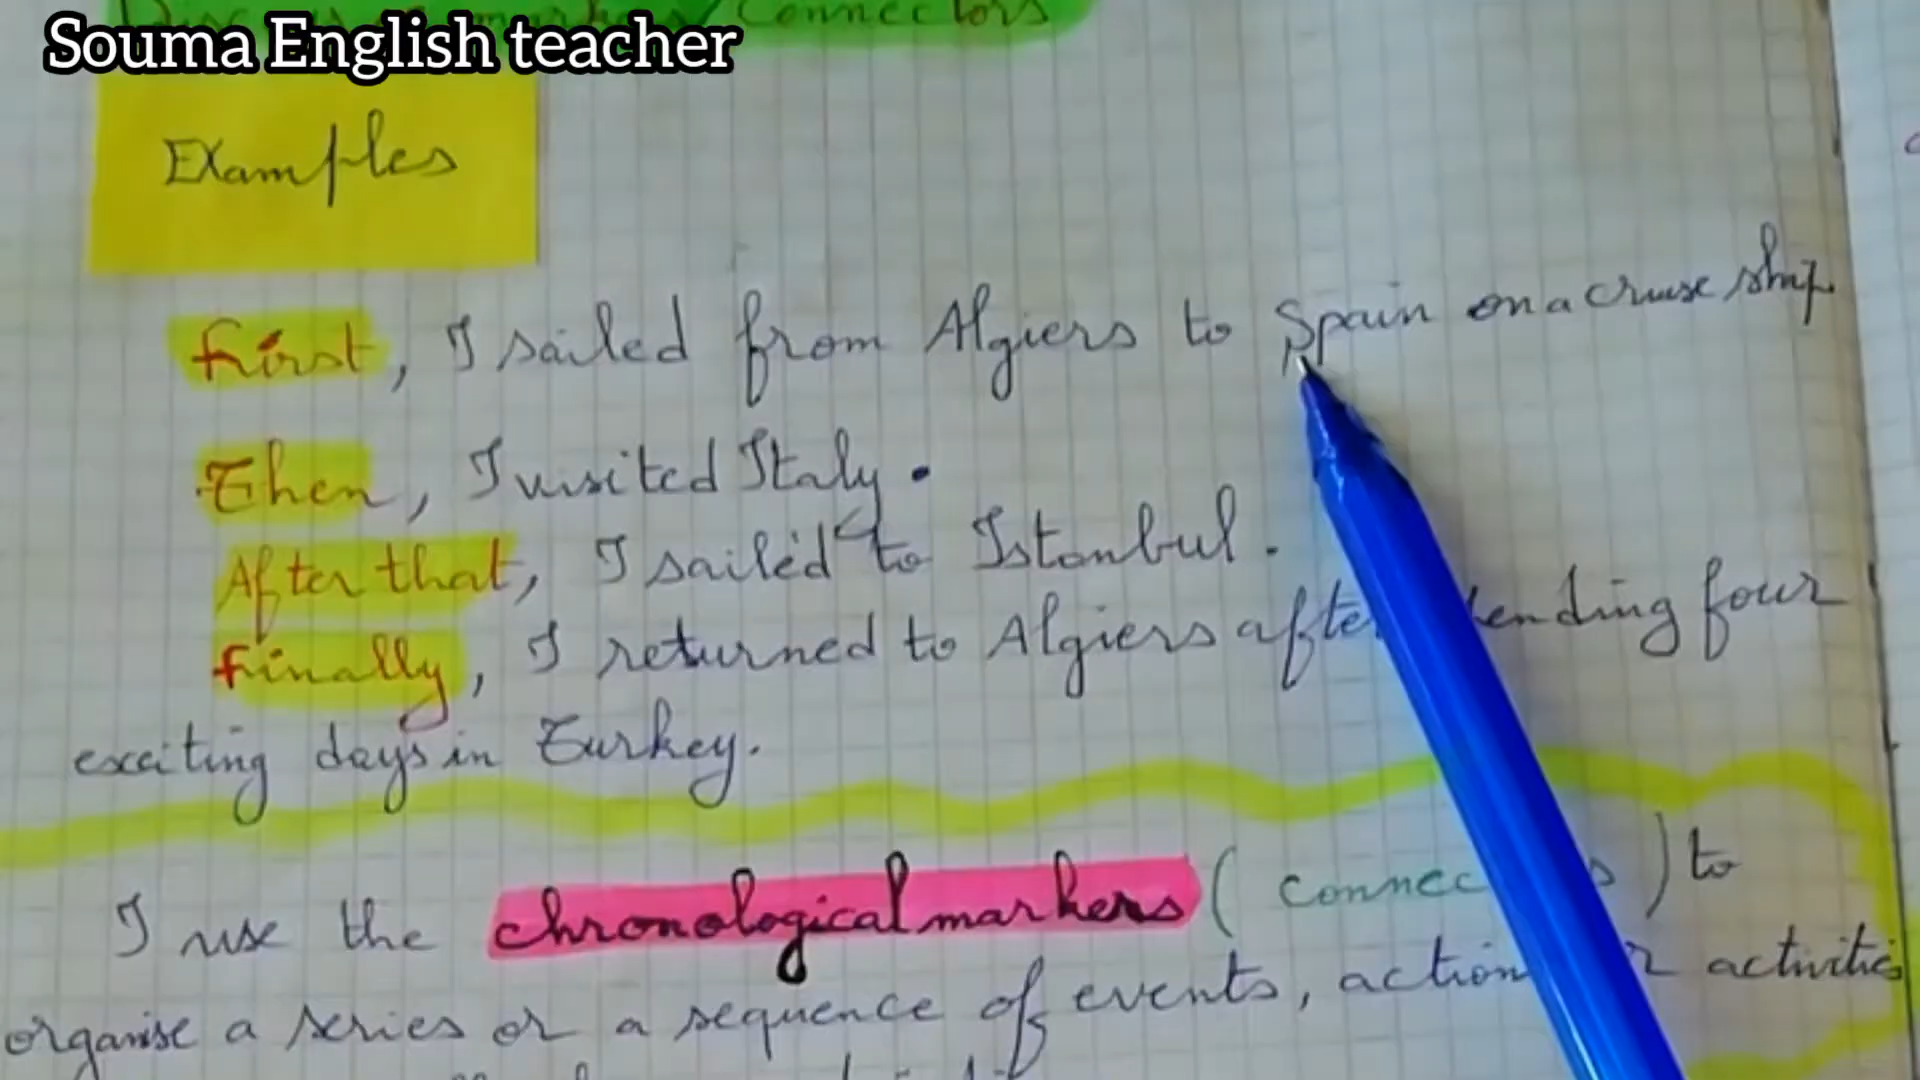 Connectors
Souma English teacher
Examples
First, I sailed from Algiers to Spain on a cruise ship.
Then, I visited Italy.
After that, I sailed to Istanbul.
Finally, I returned to Algiers after four
exciting days in Turkey.
I use the chronological markers ( ) to
organise a series or a sequence of events,